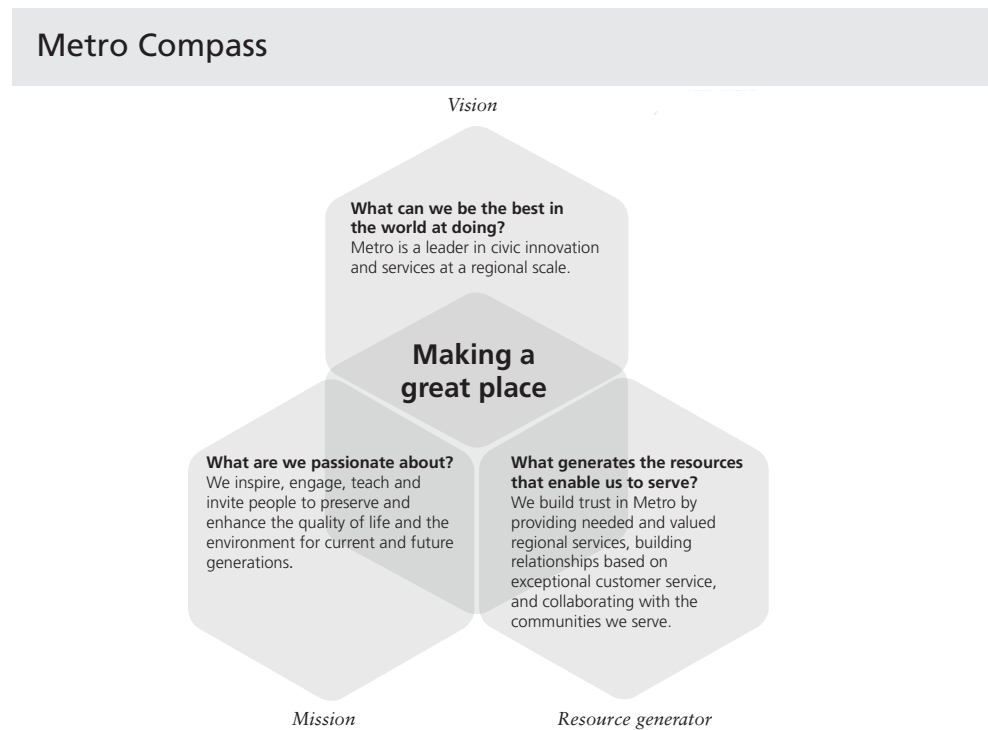 Metro Compass
Vision
What can we be the best in
the world at doing?
Metro is a leader in civic innovation
and services at a regional scale.
Making a
great place
What are we passionate about?
We inspire, engage, teach and
invite people to preserve and
enhance the quality of life and the
environment for current and future
generations.
What generates the resources
that enable us to serve?
We build trust in Metro by
providing needed and valued
regional services, building
relationships based on
exceptional customer service,
and collaborating with the
communities we serve.
Mission
Resource generator